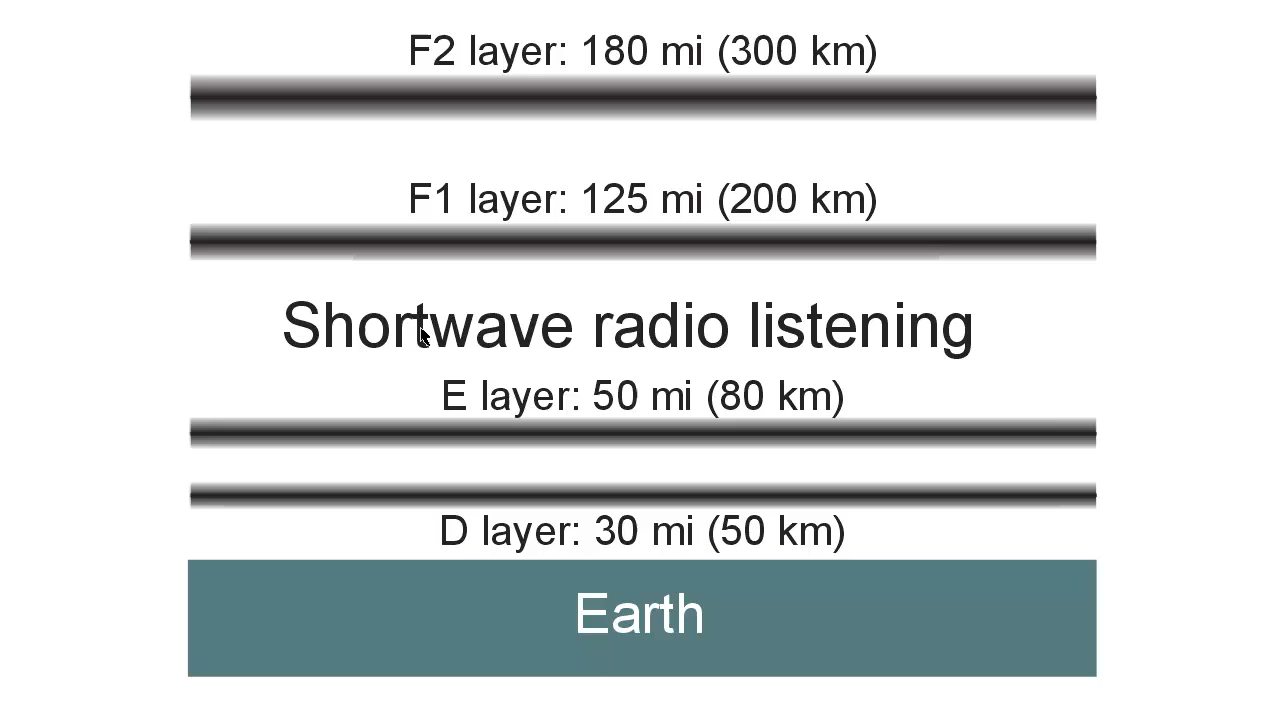 F2 layer: 180 mi (300 km)
F1 layer: 125 mi (200 km)
Shortwave radio listening
E layer: 50 mi (80 km)
D layer: 30 mi (50 km)
Earth